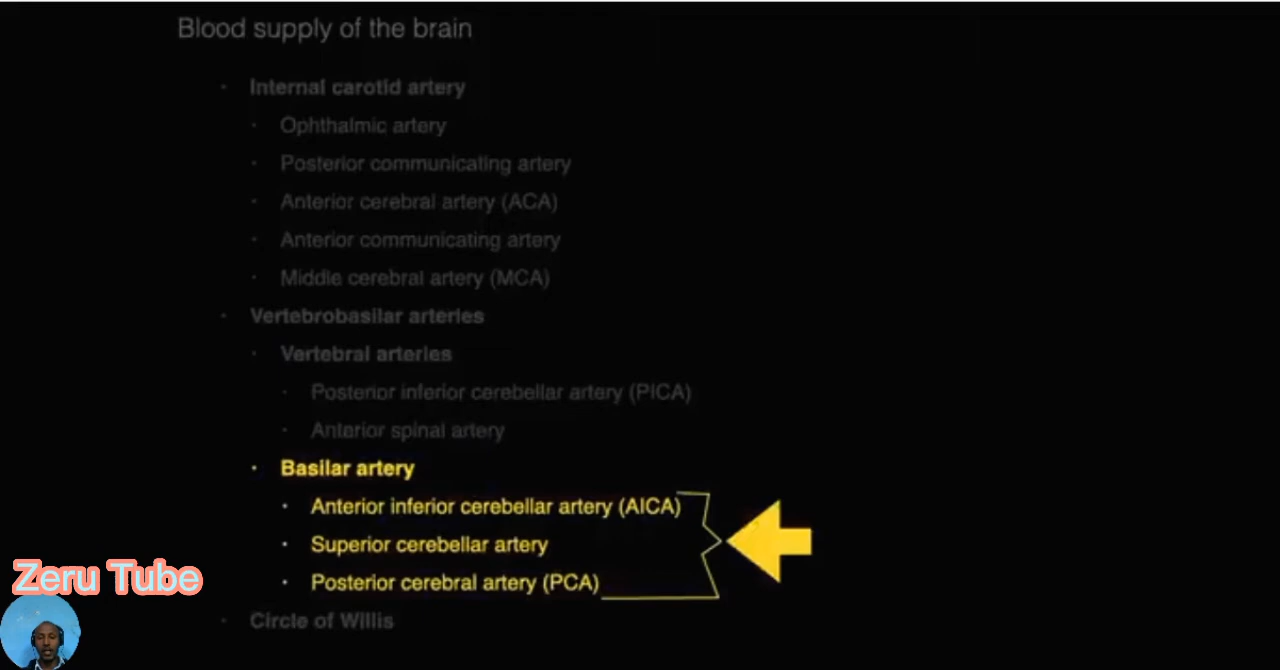 Blood supply of the brain
Internal carotid artery
Ophthalmic artery
Posterior communicating artery
Anterior cerebral artery (ACA)
Anterior communicating artery
Middle cerebral artery (MCA)
Vertebrobasilar arteries
Vertebral arteries
Posterior inferior cerebellar artery (PICA)
Anterior spinal artery
Basilar artery
Anterior inferior cerebellar artery (AICA)
Superior cerebellar artery
Posterior cerebral artery (PCA)
Circle of Willis
Zeru Tube